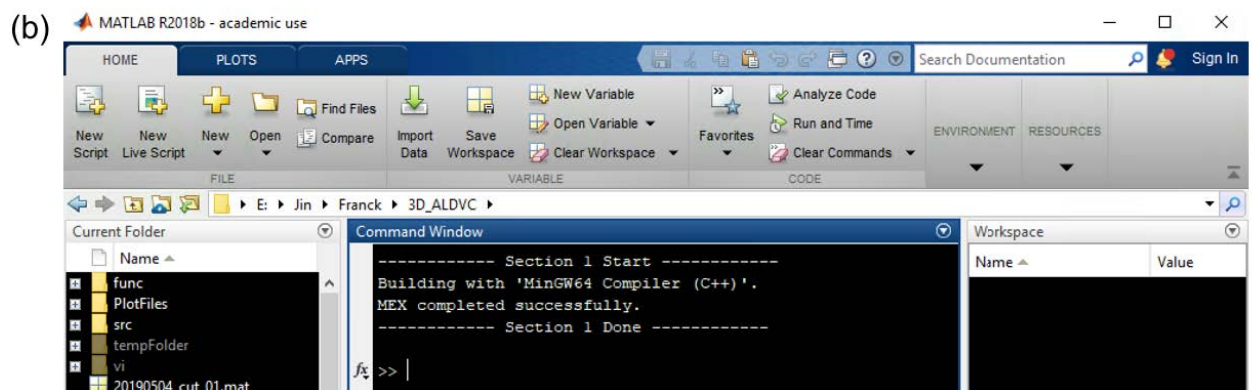 (b)
MATLAB R2018b - academic use
HOME PLOTS APPS Search Documentation Sign In
New Script New Live Script New Open Find Files Compare Import Data Save Workspace New Variable Open Variable Clear Workspace Favorites Analyze Code Run and Time Clear Commands ENVIRONMENT RESOURCES
FILE VARIABLE CODE
E: Jin Franck 3D_ALDVC
Current Folder Command Window Workspace
Name Name Value
------------ Section 1 Start ------------
func Building with 'MinGW64 Compiler (C++)'.
PlotFiles MEX completed successfully.
src ------------ Section 1 Done ------------
tempFolder
vi fx >>
20190504_cut_01.mat